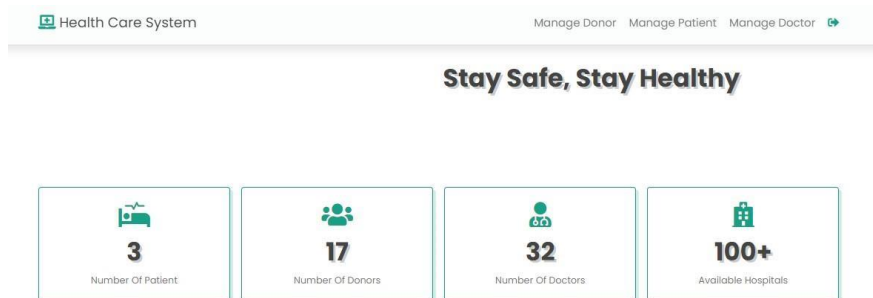 Health Care System
Manage Donor Manage Patient Manage Doctor
Stay Safe, Stay Healthy
3
Number Of Patient
17
Number Of Donors
32
Number Of Doctors
100+
Available Hospitals